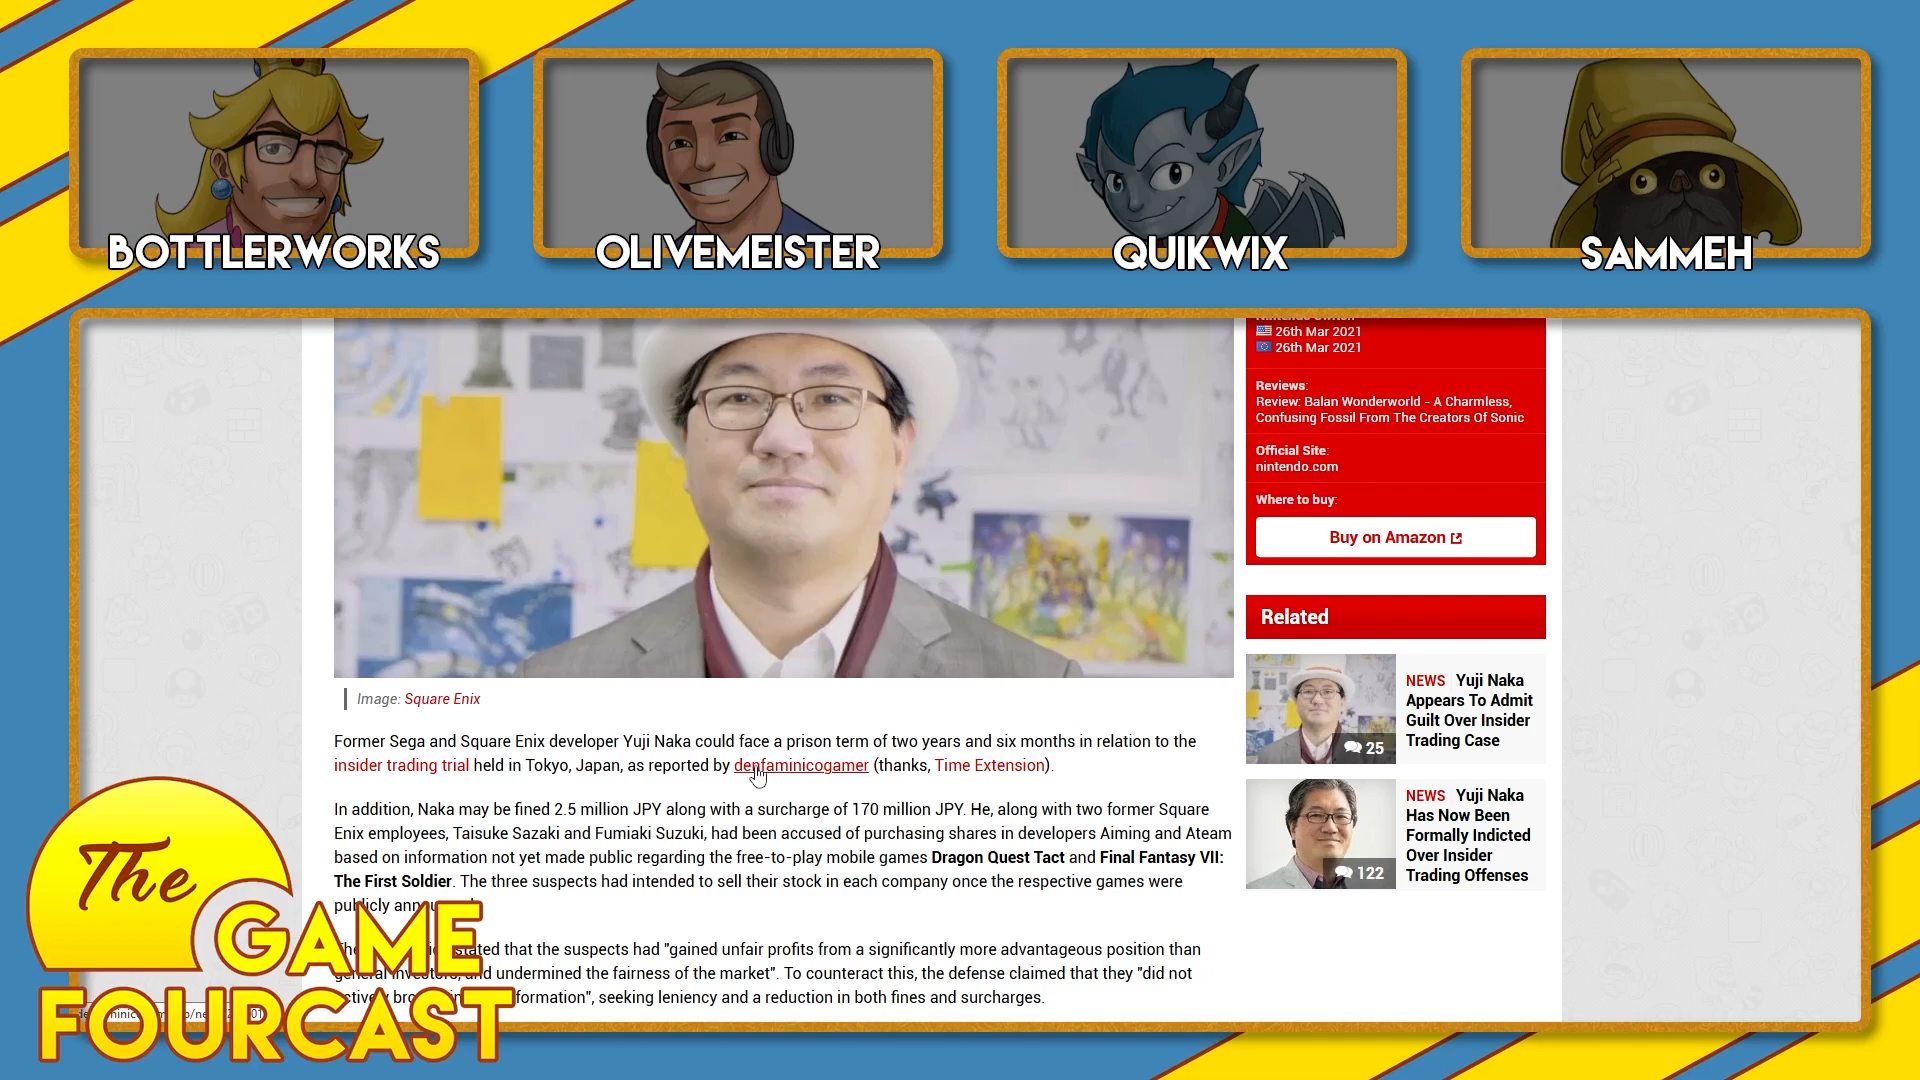 BOTTLERWORKS
OLIVEMEISTER
QUIKWIX
SAMMEH
26th Mar 2021
26th Mar 2021
Reviews:
Review: Balan Wonderworld - A Charmless,
Confusing Fossil From The Creators Of Sonic
Official Site:
nintendo.com
Where to buy:
Buy on Amazon
Related
NEWS Yuji Naka
Appears To Admit
Guilt Over Insider
Trading Case
25
NEWS Yuji Naka
Has Now Been
Formally Indicted
Over Insider
Trading Offenses
122
Image: Square Enix
Former Sega and Square Enix developer Yuji Naka could face a prison term of two years and six months in relation to the
insider trading trial held in Tokyo, Japan, as reported by denfaminicogamer (thanks, Time Extension).
In addition, Naka may be fined 2.5 million JPY along with a surcharge of 170 million JPY. He, along with two former Square
Enix employees, Taisuke Sazaki and Fumiaki Suzuki, had been accused of purchasing shares in developers Aiming and Ateam
based on information not yet made public regarding the free-to-play mobile games Dragon Quest Tact and Final Fantasy VII:
The First Soldier. The three suspects had intended to sell their stock in each company once the respective games were
publicly
stated that the suspects had "gained unfair profits from a significantly more advantageous position than
and undermined the fairness of the market". To counteract this, the defense claimed that they "did not
seeking leniency and a reduction in both fines and surcharges.
The
GAME
FOURCAST